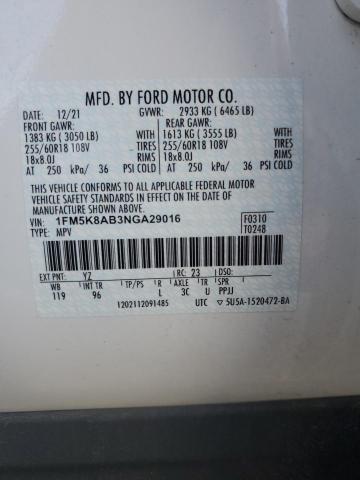 MFD. BY FORD MOTOR CO.
DATE: 12/21 GVWR: 2933 KG (6465 LB)
FRONT GAWR: REAR GAWR:
1383 KG (3050 LB) WITH 1613 KG (3555 LB) WITH
255/60R18 108V TIRES 255/60R18 108V TIRES
18x8.0J RIMS 18x8.0J RIMS
AT 250 kPa/ 36 PSI COLD AT 250 kPa/ 36 PSI COLD
THIS VEHICLE CONFORMS TO ALL APPLICABLE FEDERAL MOTOR
VEHICLE SAFETY STANDARDS IN EFFECT ON THE DATE OF
MANUFACTURE SHOWN ABOVE.
VIN: 1FM5K8AB3NGA29016 F0310
TYPE: MPV T0248
EXT PNT: YZ RC: 23 DSO:
WB INT TR TP/PS R AXLE TR SPR
119 96 L 3C U PPJJ
1202112091485 UTC ▽5U5A-1520472-BA